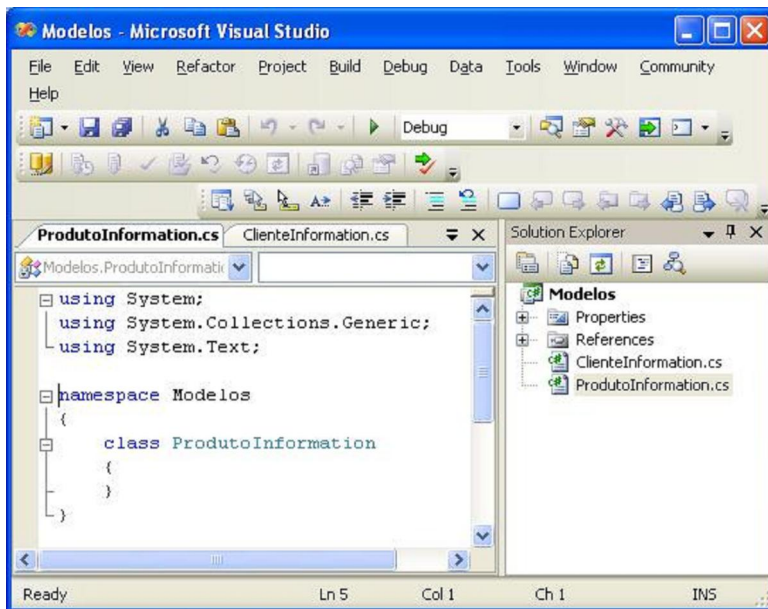 Modelos - Microsoft Visual Studio
File Edit View Refactor Project Build Debug Data Tools Window Community
Help
Debug
ProdutoInformation.cs ClienteInformation.cs
Solution Explorer
Modelos.ProdutoInformatic
using System;
using System.Collections.Generic;
using System.Text;
namespace Modelos
{
class ProdutoInformation
{
}
}
Modelos
Properties
References
ClienteInformation.cs
ProdutoInformation.cs
Ready Ln 5 Col 1 Ch 1 INS